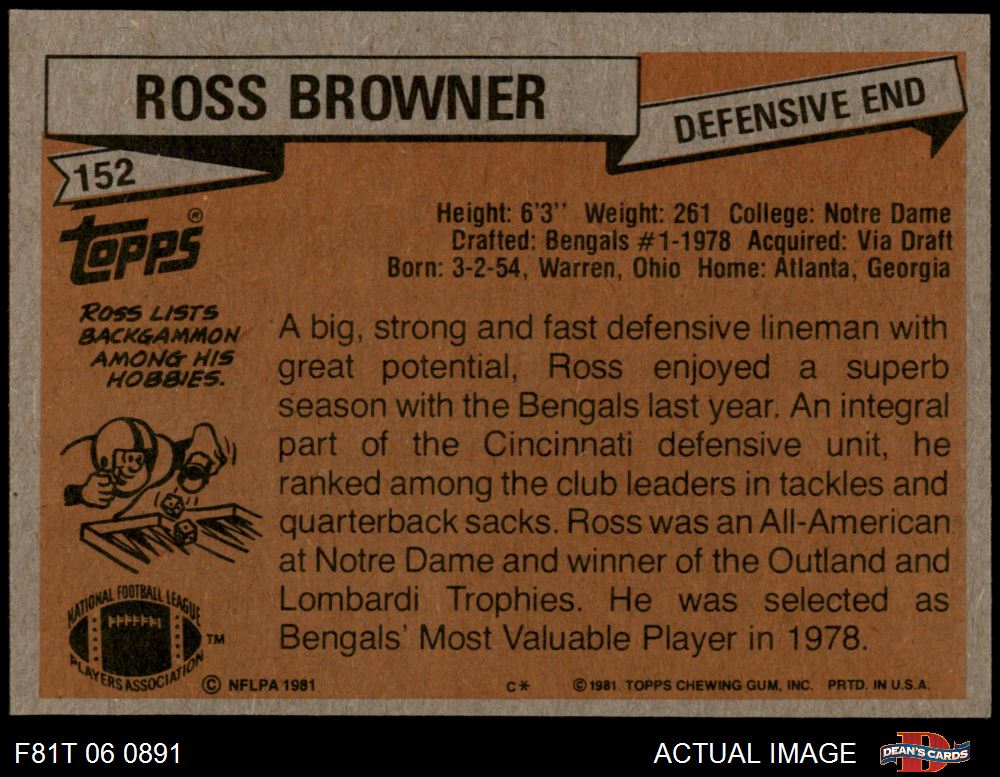 ROSS BROWNER
DEFENSIVE END
152
TOPPS®
Height: 6'3'' Weight: 261 College: Notre Dame
Drafted: Bengals #1-1978 Acquired: Via Draft
Born: 3-2-54, Warren, Ohio Home: Atlanta, Georgia
ROSS LISTS
BACKGAMMON
AMONG HIS
HOBBIES.
A big, strong and fast defensive lineman with
great potential, Ross enjoyed a superb
season with the Bengals last year. An integral
part of the Cincinnati defensive unit, he
ranked among the club leaders in tackles and
quarterback sacks. Ross was an All-American
at Notre Dame and winner of the Outland and
Lombardi Trophies. He was selected as
Bengals' Most Valuable Player in 1978.
NATIONAL FOOTBALL LEAGUE
PLAYERS ASSOCIATION
TM
© NFLPA 1981
C*
© 1981 TOPPS CHEWING GUM, INC. PRTD. IN U.S.A.
F81T 06 0891
ACTUAL IMAGE
D
DEAN'S CARDS